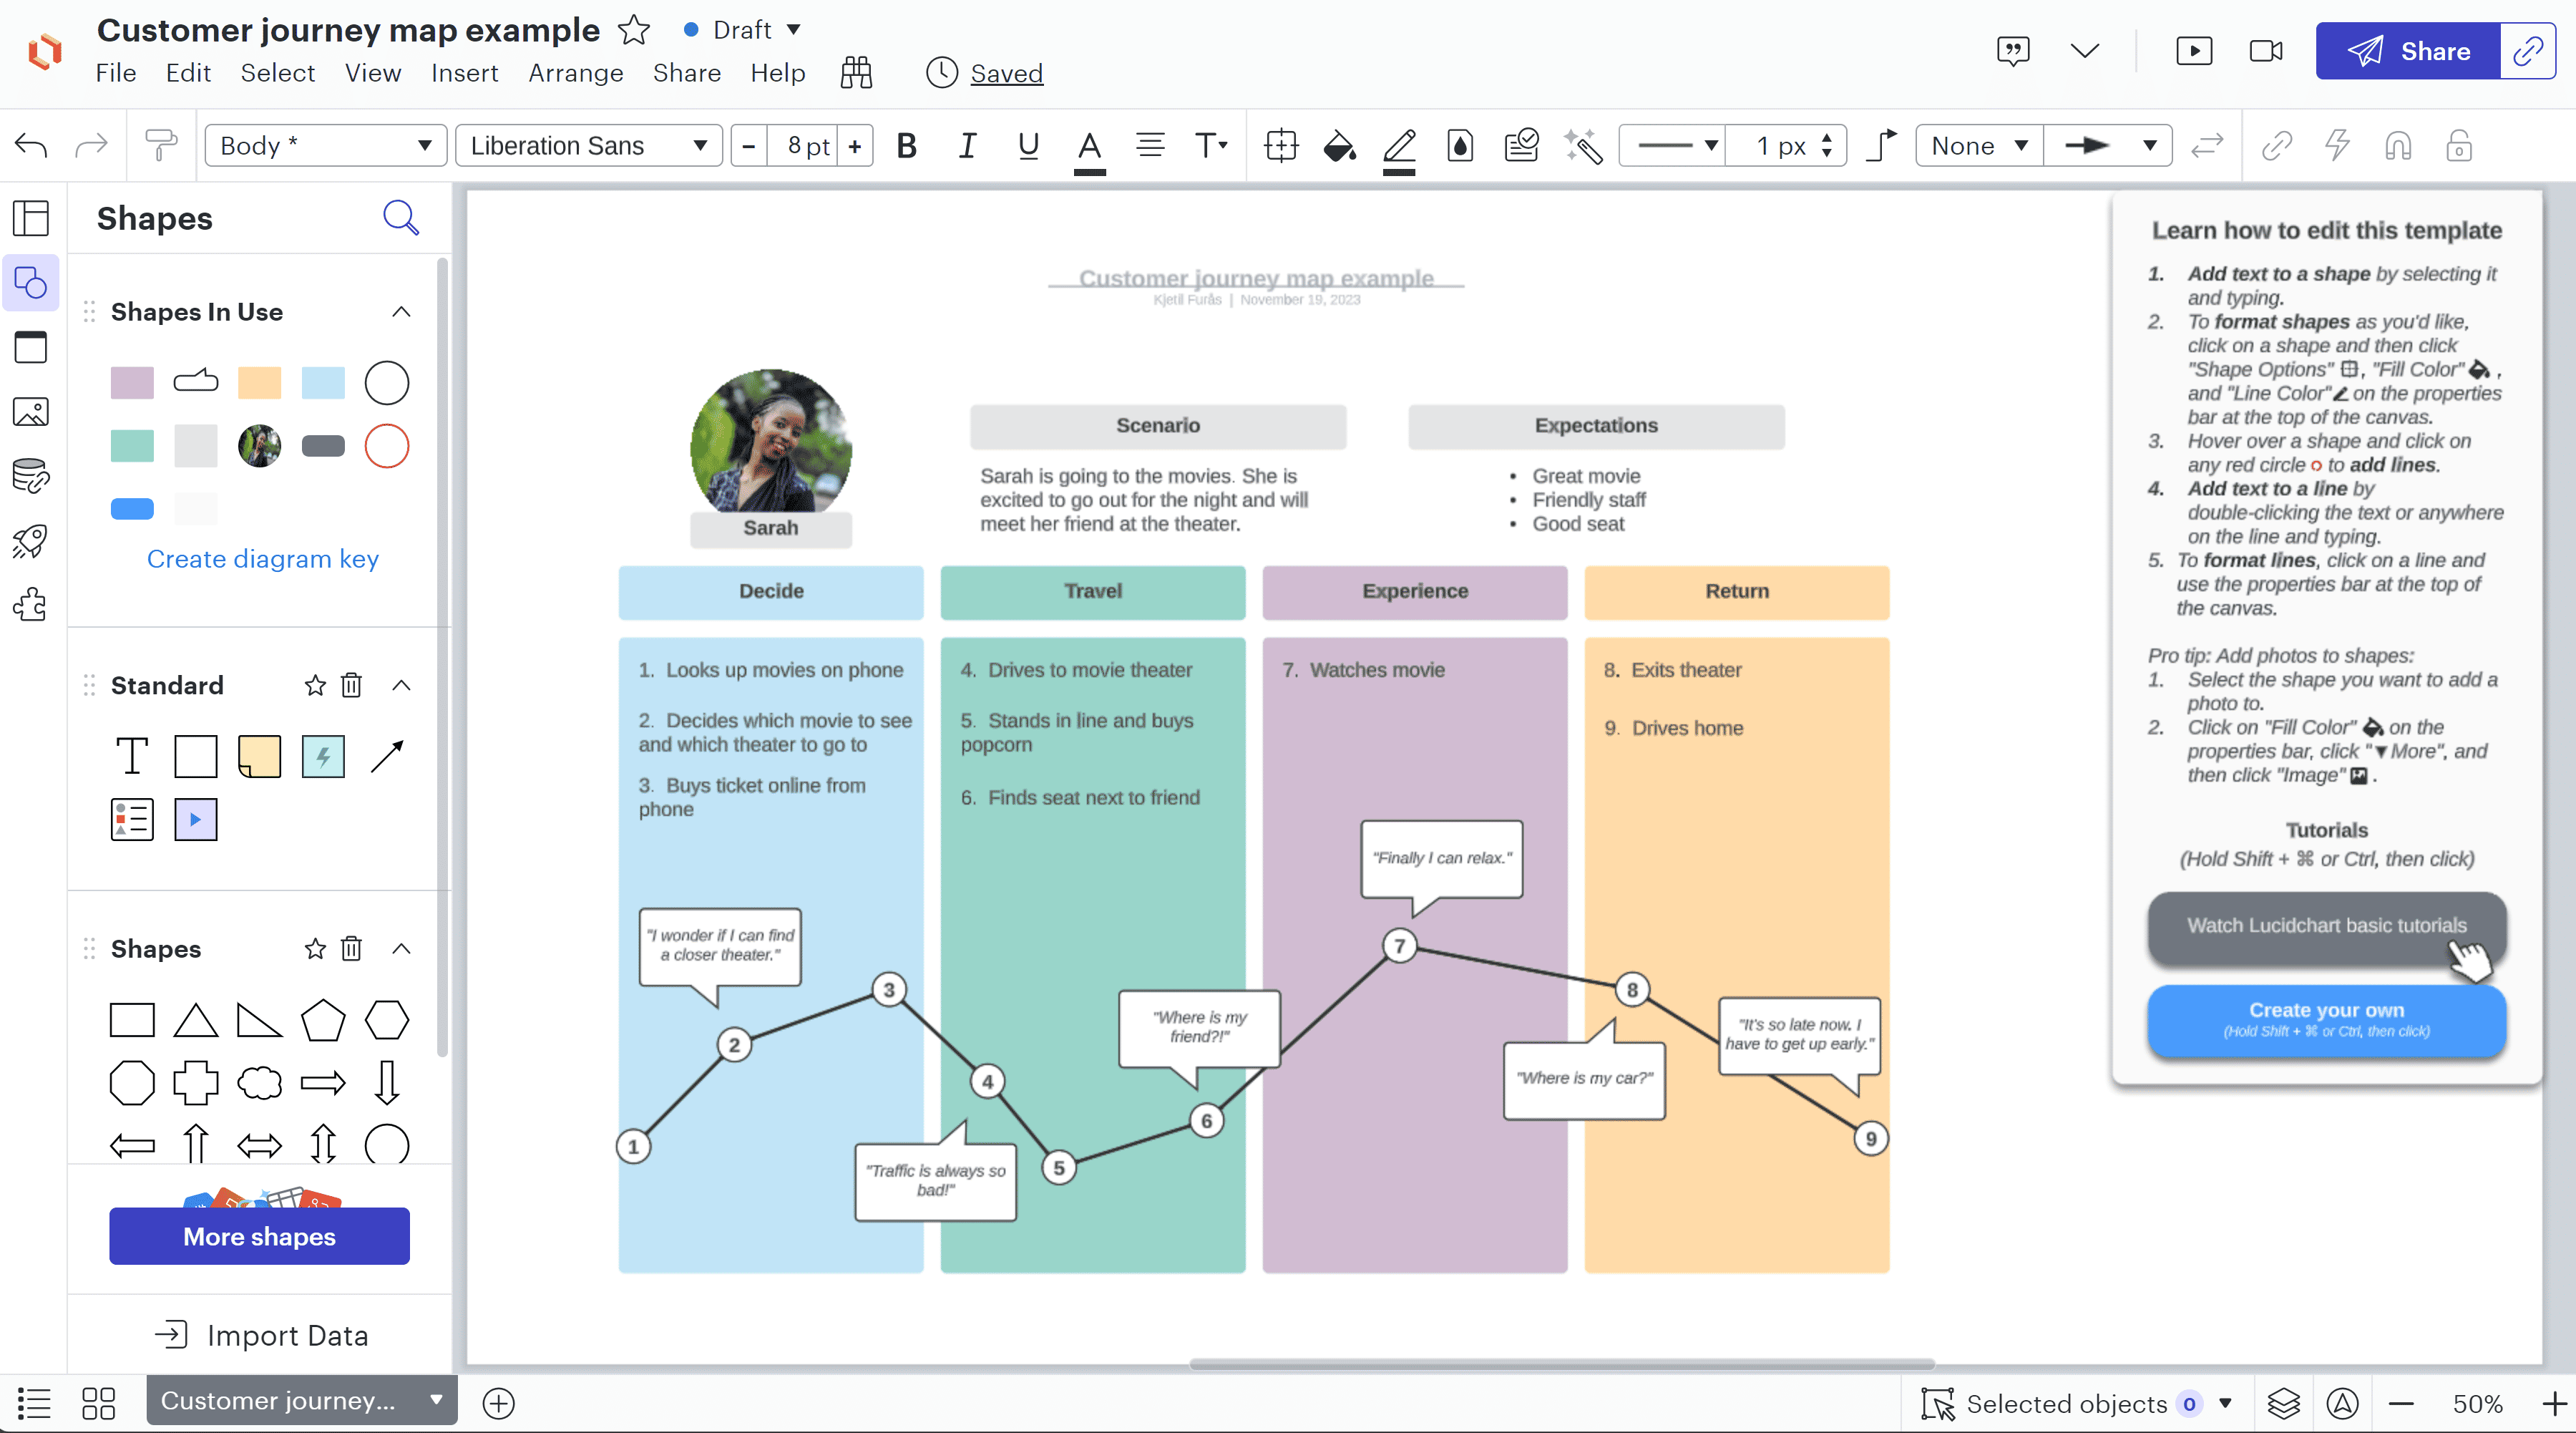 Customer journey map example
Draft
File Edit Select View Insert Arrange Share Help
Saved
Share
Body *
Liberation Sans
− 8 pt +
B I U A T
1 px
None
Shapes
Shapes In Use
Create diagram key
Standard
T
Shapes
More shapes
Import Data
Customer journey map example
Kjetil Furås | November 19, 2023
Sarah
Scenario
Sarah is going to the movies. She is
excited to go out for the night and will
meet her friend at the theater.
Expectations
• Great movie
• Friendly staff
• Good seat
Decide
Travel
Experience
Return
1. Looks up movies on phone
2. Decides which movie to see
and which theater to go to
3. Buys ticket online from
phone
4. Drives to movie theater
5. Stands in line and buys
popcorn
6. Finds seat next to friend
7. Watches movie
8. Exits theater
9. Drives home
"I wonder if I can find
a closer theater."
"Traffic is always so
bad!"
"Where is my
friend?!"
"Finally I can relax."
"Where is my car?"
"It's so late now. I
have to get up early."
1
2
3
4
5
6
7
8
9
Learn how to edit this template
1. Add text to a shape by selecting it
and typing.
2. To format shapes as you'd like,
click on a shape and then click
"Shape Options" , "Fill Color" ,
and "Line Color" on the properties
bar at the top of the canvas.
3. Hover over a shape and click on
any red circle to add lines.
4. Add text to a line by
double-clicking the text or anywhere
on the line and typing.
5. To format lines, click on a line and
use the properties bar at the top of
the canvas.
Pro tip: Add photos to shapes:
1. Select the shape you want to add a
photo to.
2. Click on "Fill Color" on the
properties bar, click "▼More", and
then click "Image" .
Tutorials
(Hold Shift + ⌘ or Ctrl, then click)
Watch Lucidchart basic tutorials
Create your own
(Hold Shift + ⌘ or Ctrl, then click)
Customer journey...
Selected objects 0
50%